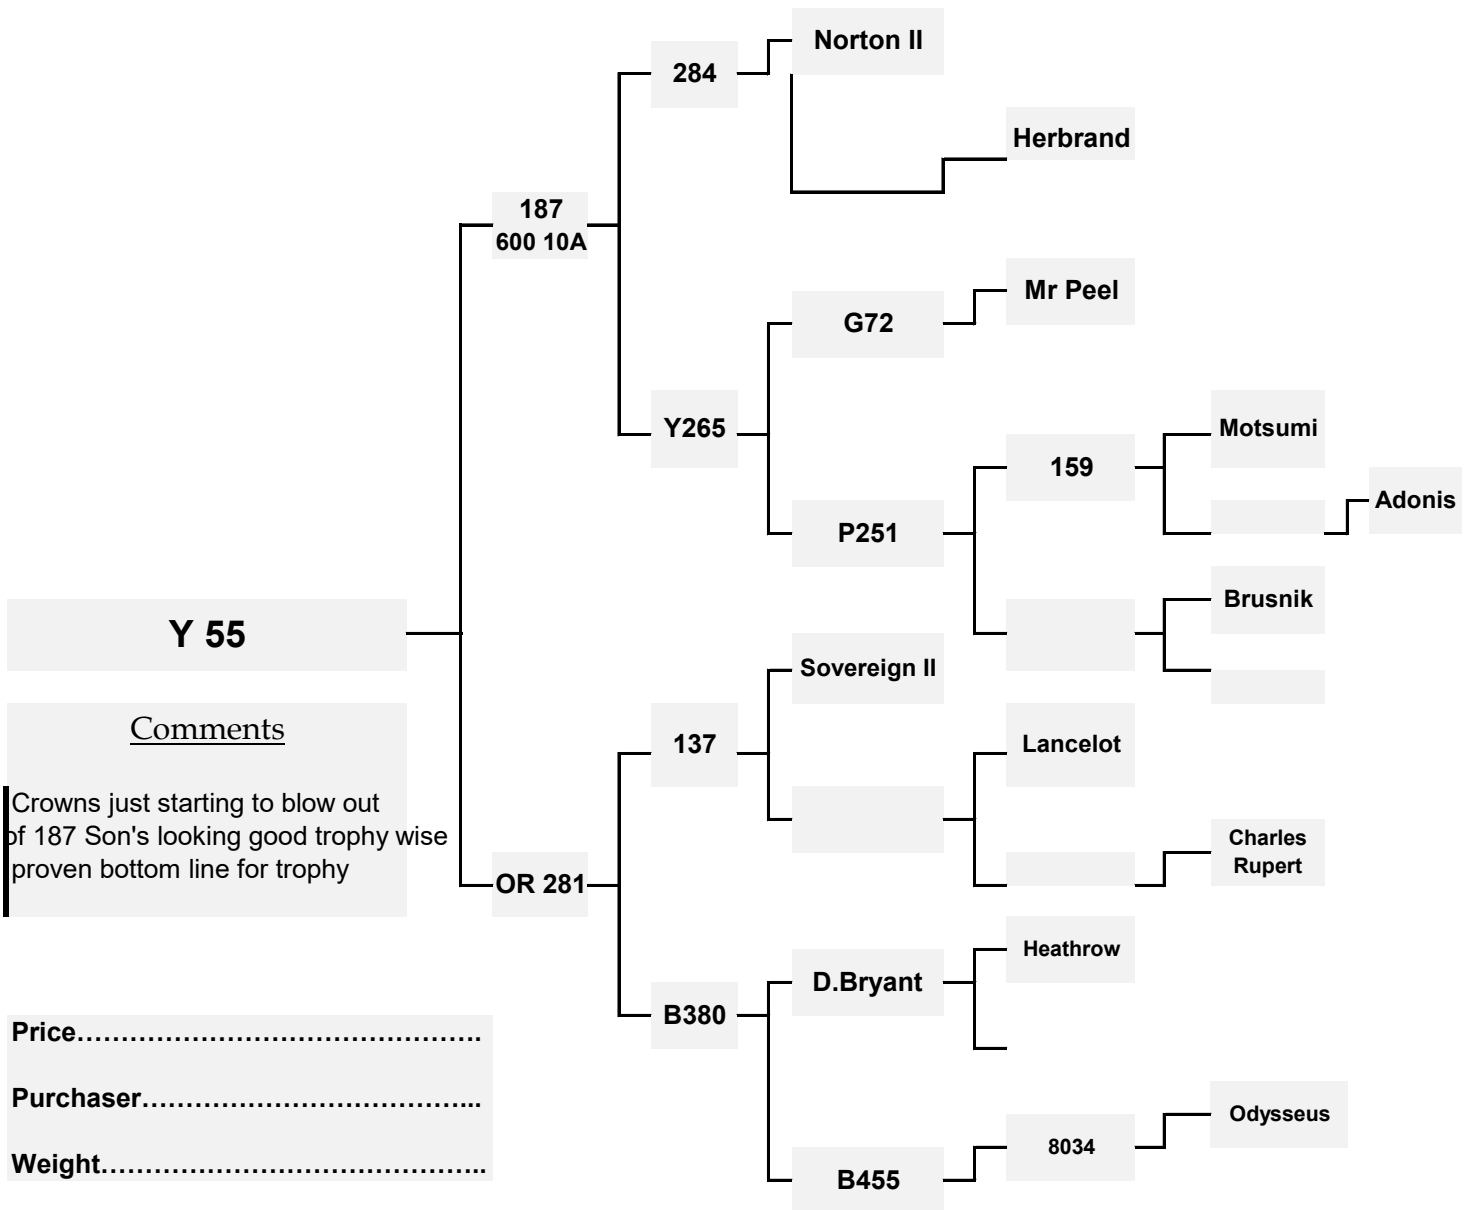 Norton II
284
Herbrand
187
600 10A
Mr Peel
G72
Y265
Motsumi
159
Adonis
P251
Brusnik
Y 55
Sovereign II
Comments
137
Lancelot
Crowns just starting to blow out
of 187 Son's looking good trophy wise
proven bottom line for trophy
Charles
Rupert
OR 281
Heathrow
D.Bryant
B380
Price……………………………………….
Purchaser………………………………...
Odysseus
8034
Weight……………………………………..
B455